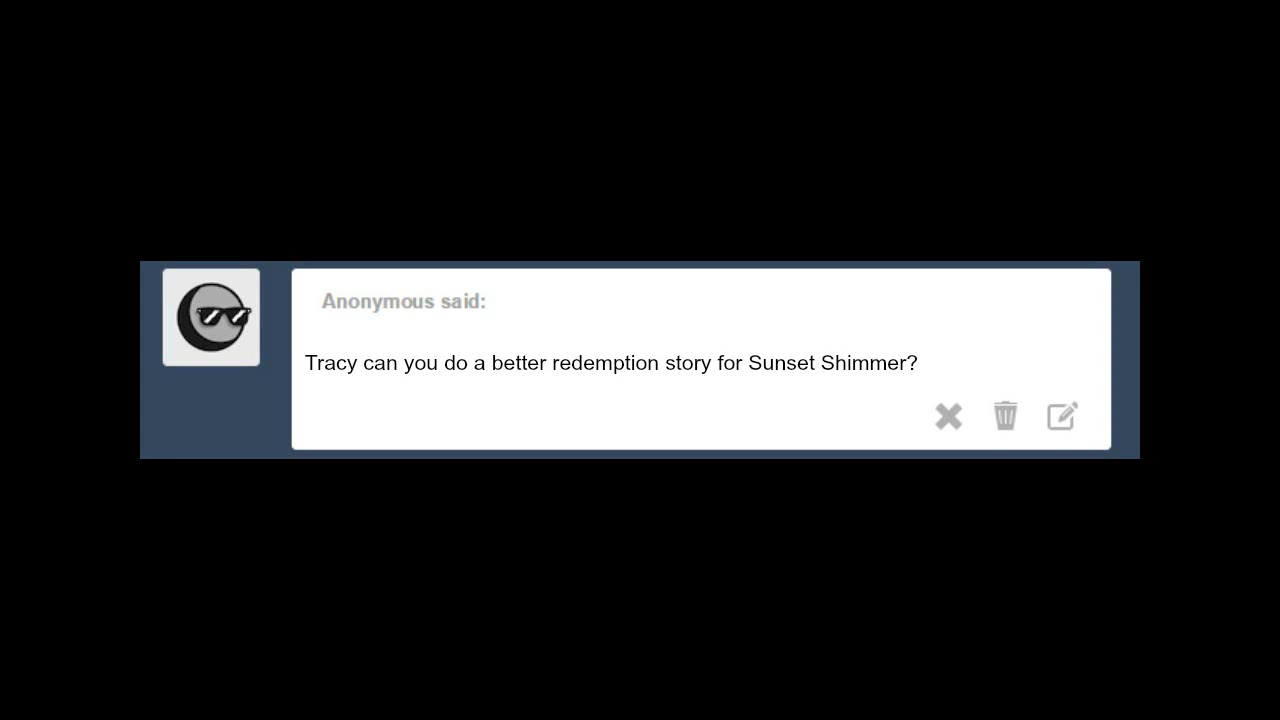 Anonymous said:
Tracy can you do a better redemption story for Sunset Shimmer?